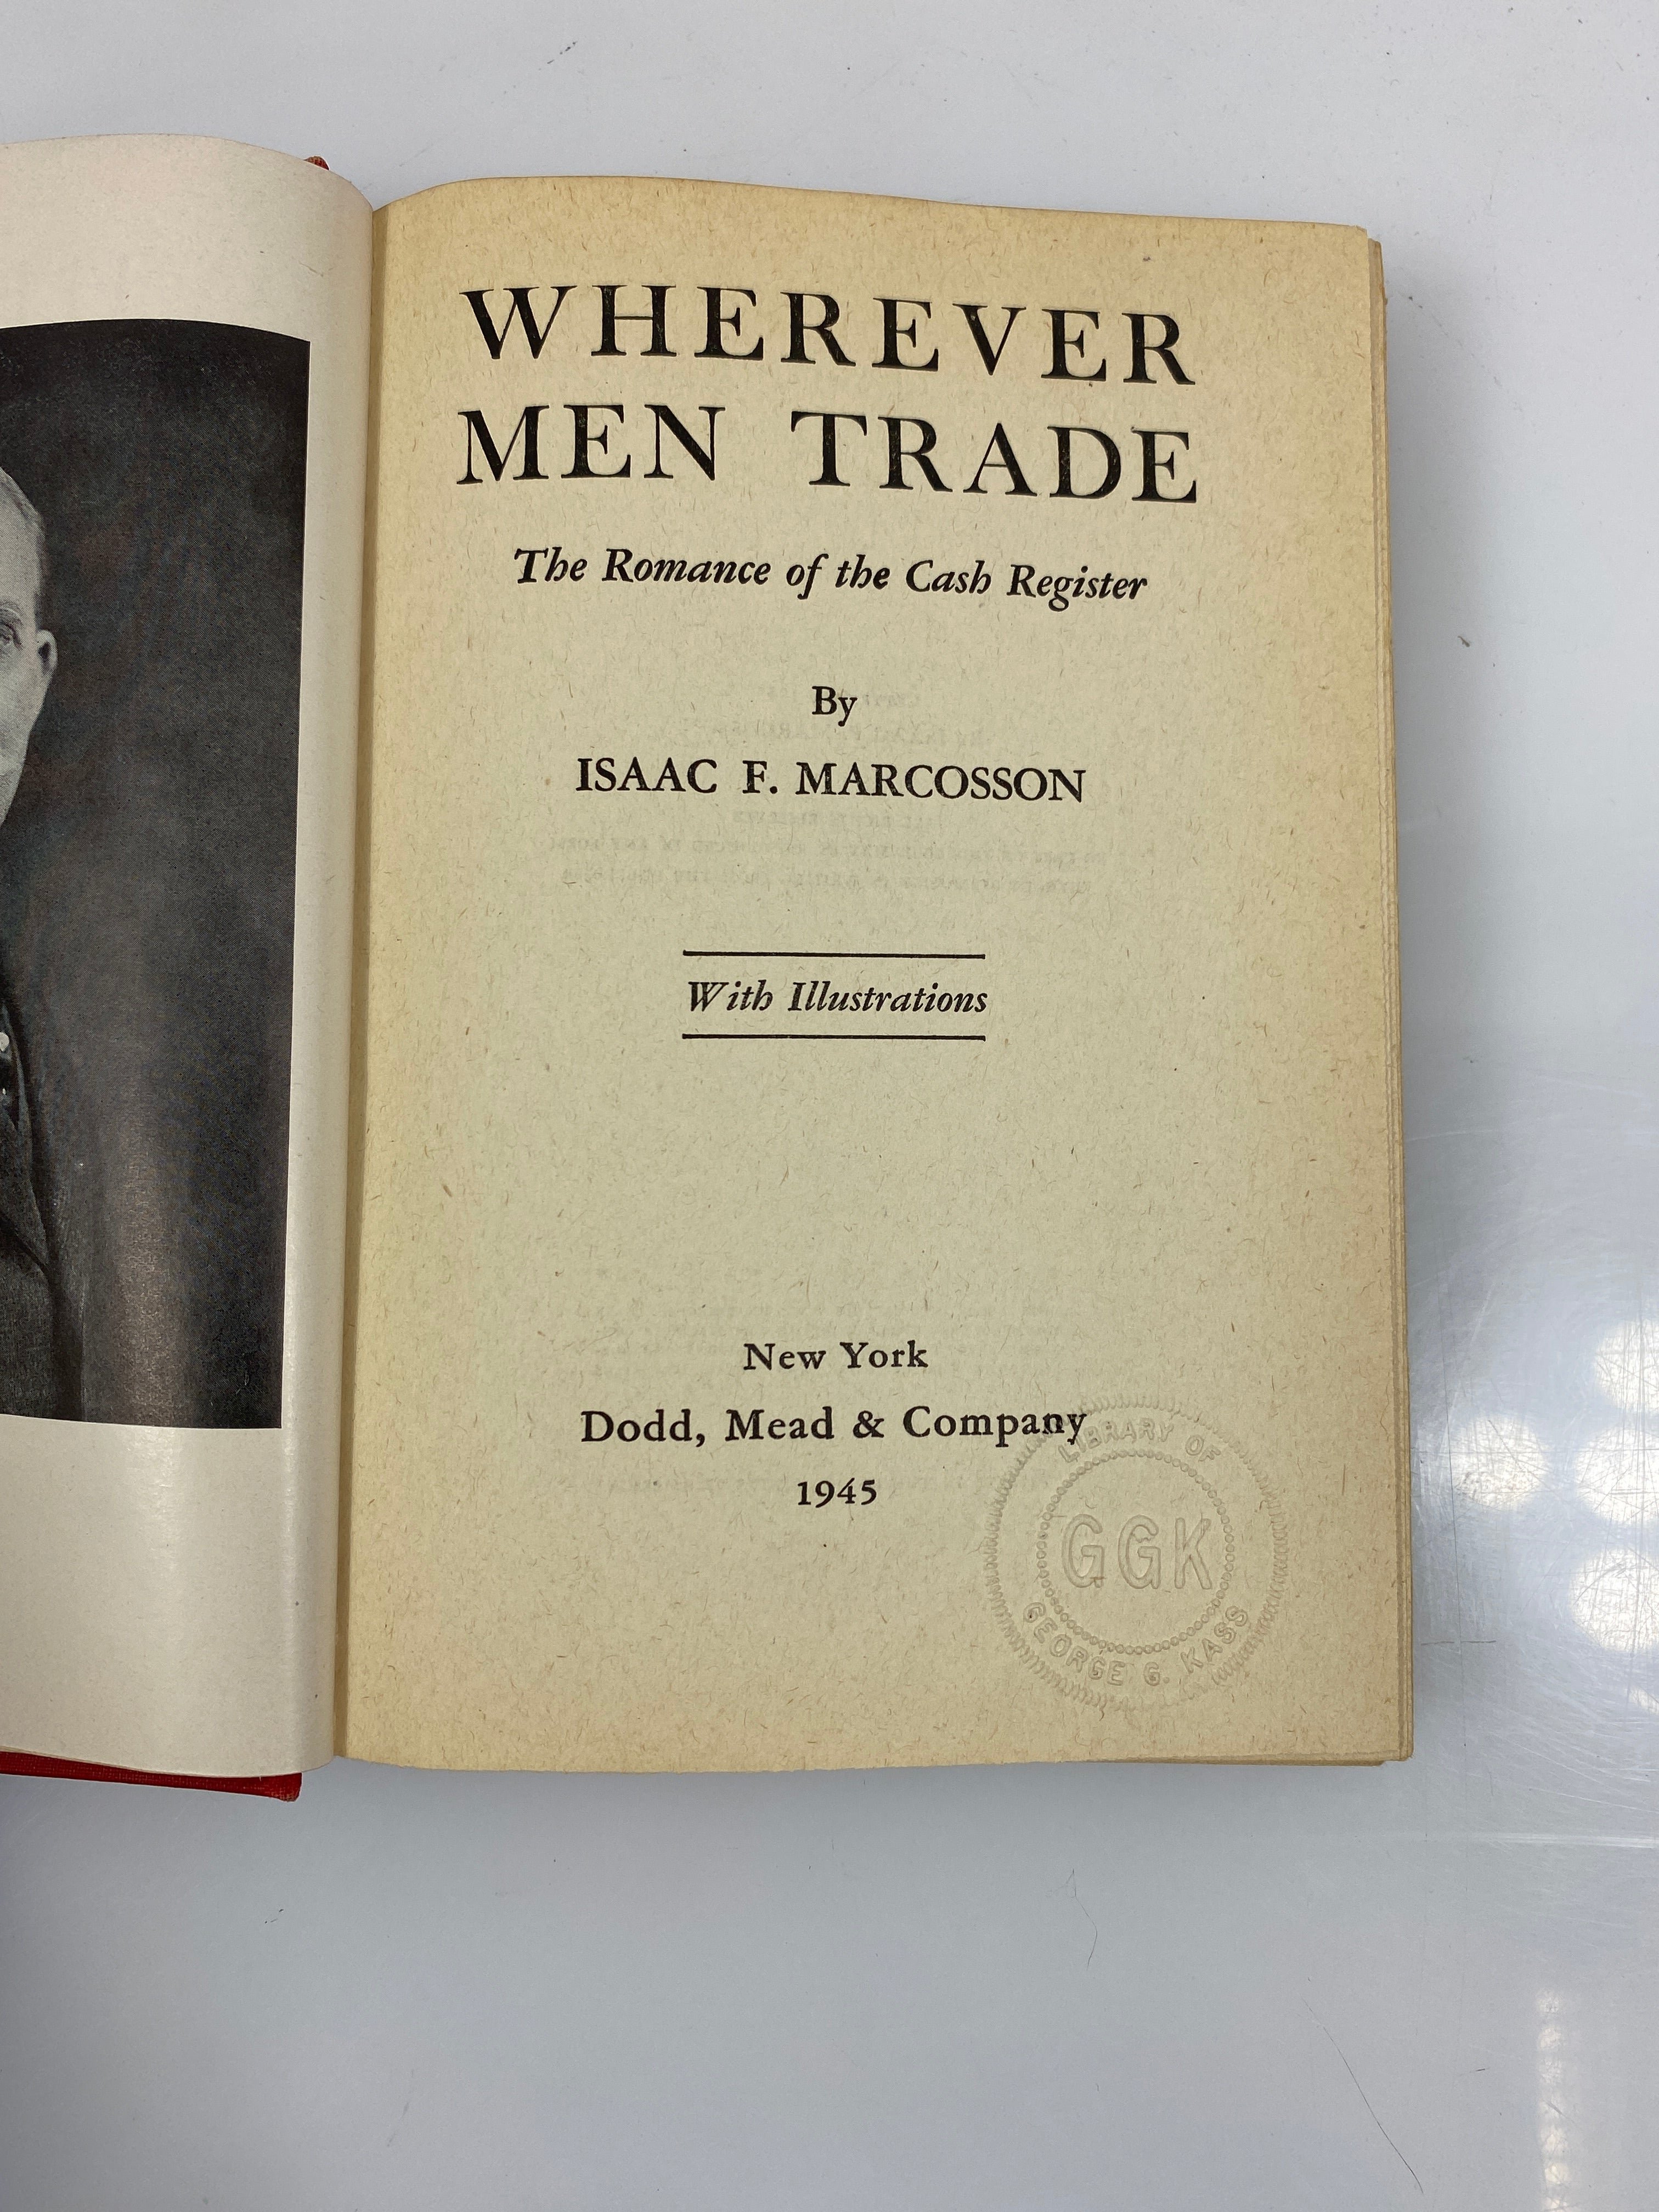 WHEREVER
MEN TRADE
The Romance of the Cash Register
By
ISAAC F. MARCOSSON
With Illustrations
New York
Dodd, Mead & Company
1945
LIBRARY OF
GGK
GEORGE G. KASS